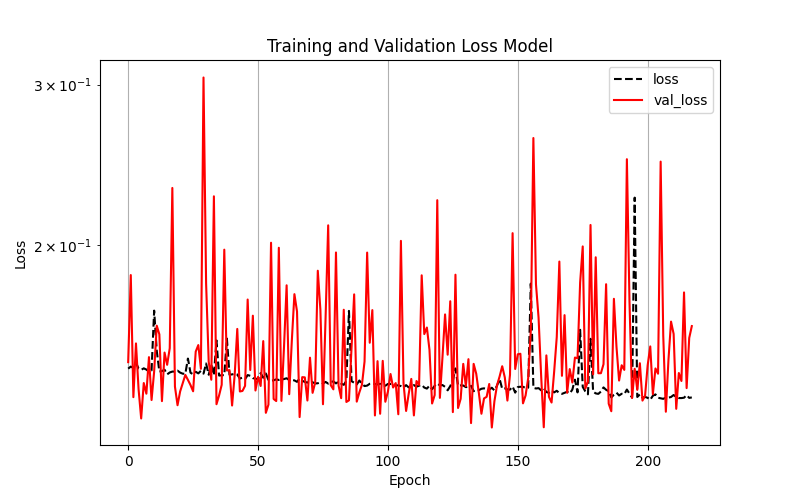 Training and Validation Loss Model
loss
val_loss
3 × 10⁻¹
2 × 10⁻¹
Loss
0 50 100 150 200
Epoch